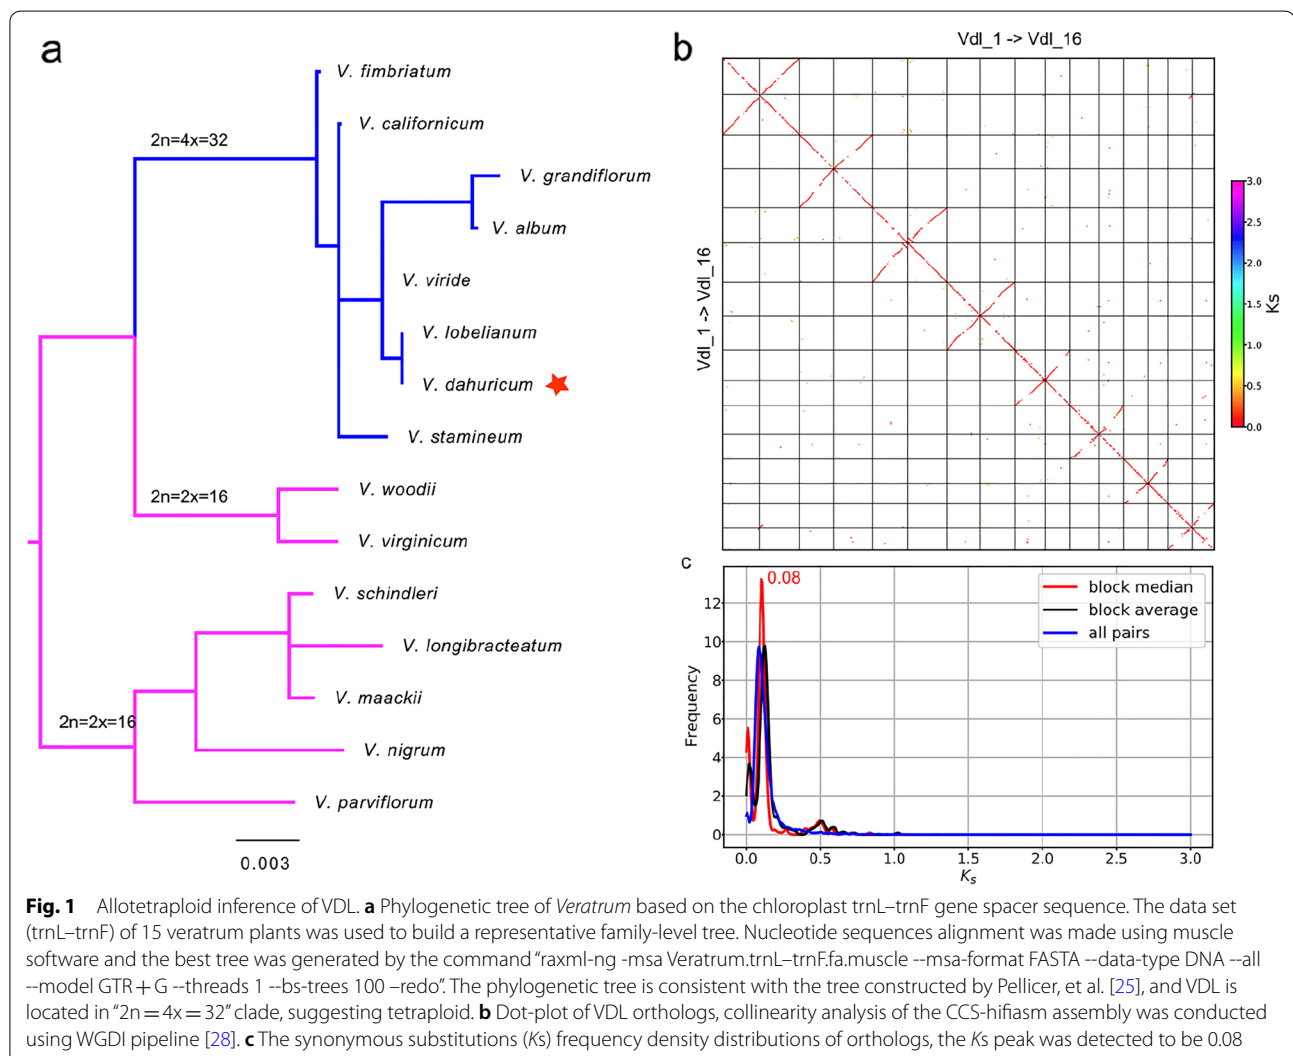 a
V. fimbriatum
V. californicum
2n=4x=32
V. grandiflorum
V. album
V. viride
V. lobelianum
V. dahuricum
V. stamineum
V. woodii
2n=2x=16
V. virginicum
V. schindleri
V. longibracteatum
V. maackii
2n=2x=16
V. nigrum
V. parviflorum
0.003
b
Vdl_1 -> Vdl_16
Vdl_1 -> Vdl_16
3.0
2.5
2.0
1.5
1.0
0.5
0.0
Ks
c
0.08
block median
block average
all pairs
12
10
8
6
4
2
0
Frequency
0.0 0.5 1.0 1.5 2.0 2.5 3.0
Ks
Fig. 1 Allotetraploid inference of VDL. a Phylogenetic tree of Veratrum based on the chloroplast trnL–trnF gene spacer sequence. The data set
(trnL–trnF) of 15 veratrum plants was used to build a representative family-level tree. Nucleotide sequences alignment was made using muscle
software and the best tree was generated by the command “raxml-ng -msa Veratrum.trnL–trnF.fa.muscle --msa-format FASTA --data-type DNA --all
--model GTR + G --threads 1 --bs-trees 100 –redo”. The phylogenetic tree is consistent with the tree constructed by Pellicer, et al. [25], and VDL is
located in “2n = 4x = 32” clade, suggesting tetraploid. b Dot-plot of VDL orthologs, collinearity analysis of the CCS-hifiasm assembly was conducted
using WGDI pipeline [28]. c The synonymous substitutions (Ks) frequency density distributions of orthologs, the Ks peak was detected to be 0.08